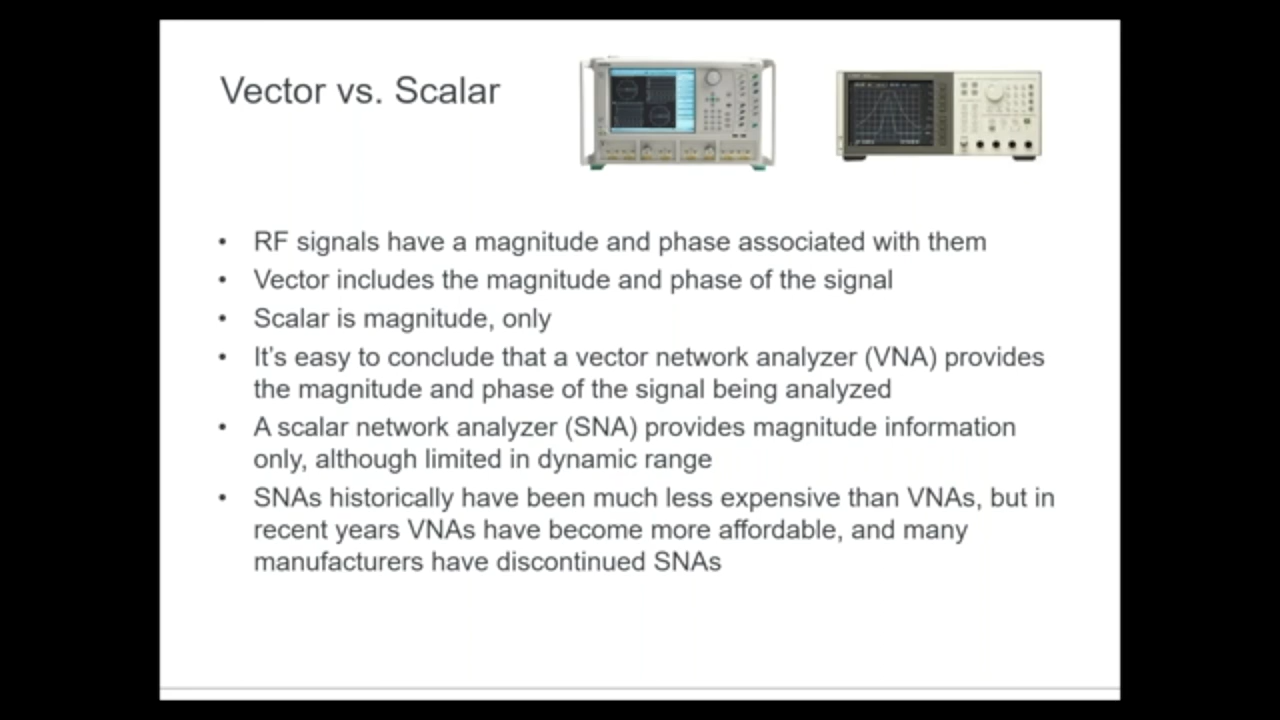 Vector vs. Scalar
• RF signals have a magnitude and phase associated with them
• Vector includes the magnitude and phase of the signal
• Scalar is magnitude, only
• It’s easy to conclude that a vector network analyzer (VNA) provides
the magnitude and phase of the signal being analyzed
• A scalar network analyzer (SNA) provides magnitude information
only, although limited in dynamic range
• SNAs historically have been much less expensive than VNAs, but in
recent years VNAs have become more affordable, and many
manufacturers have discontinued SNAs